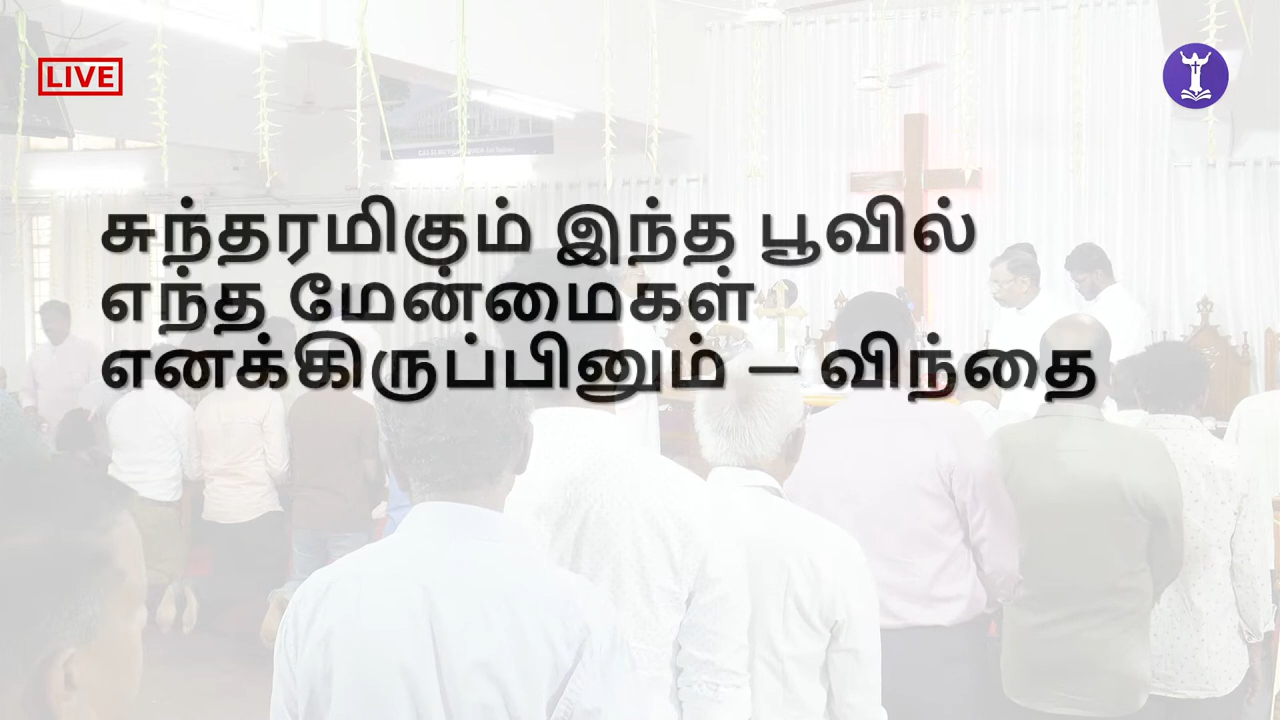 LIVE
சுந்தரமிகும் இந்த பூவில்
எந்த மேன்மைகள்
எனக்கிருப்பினும் – விந்தை